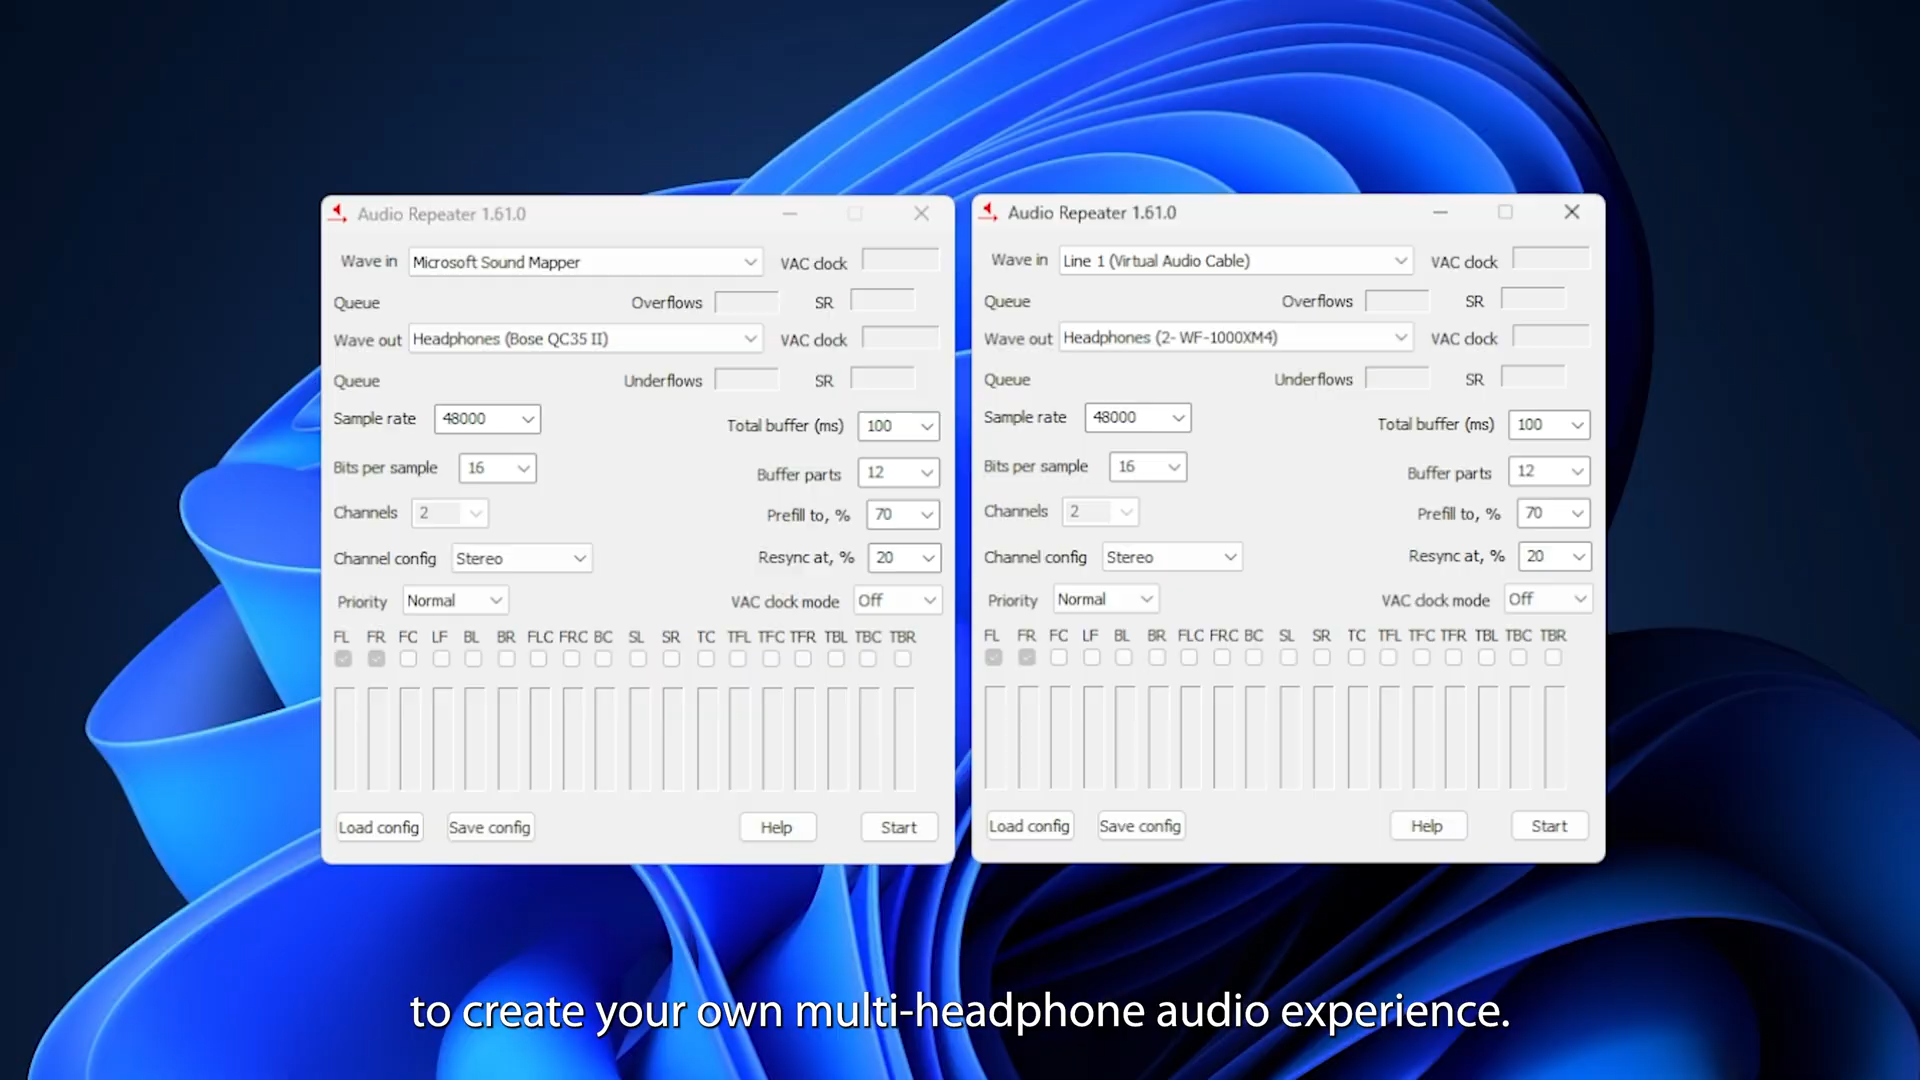 Audio Repeater 1.61.0
Wave in Microsoft Sound Mapper VAC clock
Queue Overflows SR
Wave out Headphones (Bose QC35 II) VAC clock
Queue Underflows SR
Sample rate 48000 Total buffer (ms) 100
Bits per sample 16 Buffer parts 12
Channels 2 Prefill to, % 70
Channel config Stereo Resync at, % 20
Priority Normal VAC clock mode Off
FL FR FC LF BL BR FLC FRC BC SL SR TC TFL TFC TFR TBL TBC TBR
Load config Save config Help Start
Audio Repeater 1.61.0
Wave in Line 1 (Virtual Audio Cable) VAC clock
Queue Overflows SR
Wave out Headphones (2- WF-1000XM4) VAC clock
Queue Underflows SR
Sample rate 48000 Total buffer (ms) 100
Bits per sample 16 Buffer parts 12
Channels 2 Prefill to, % 70
Channel config Stereo Resync at, % 20
Priority Normal VAC clock mode Off
FL FR FC LF BL BR FLC FRC BC SL SR TC TFL TFC TFR TBL TBC TBR
Load config Save config Help Start
to create your own multi-headphone audio experience.